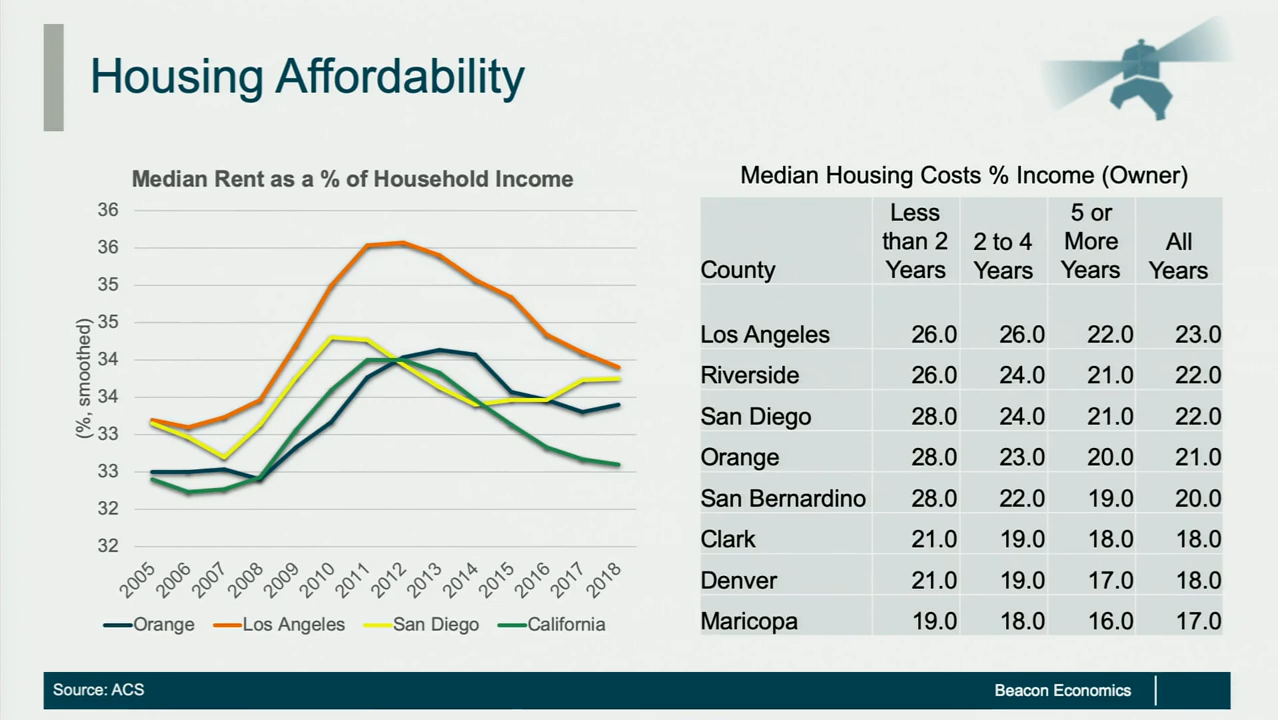 Housing Affordability
Median Rent as a % of Household Income
(%, smoothed)
36
36
35
35
34
34
33
33
32
32
2005 2006 2007 2008 2009 2010 2011 2012 2013 2014 2015 2016 2017 2018
Orange Los Angeles San Diego California
Median Housing Costs % Income (Owner)
County Less than 2 Years 2 to 4 Years 5 or More Years All Years
Los Angeles 26.0 26.0 22.0 23.0
Riverside 26.0 24.0 21.0 22.0
San Diego 28.0 24.0 21.0 22.0
Orange 28.0 23.0 20.0 21.0
San Bernardino 28.0 22.0 19.0 20.0
Clark 21.0 19.0 18.0 18.0
Denver 21.0 19.0 17.0 18.0
Maricopa 19.0 18.0 16.0 17.0
Source: ACS
Beacon Economics